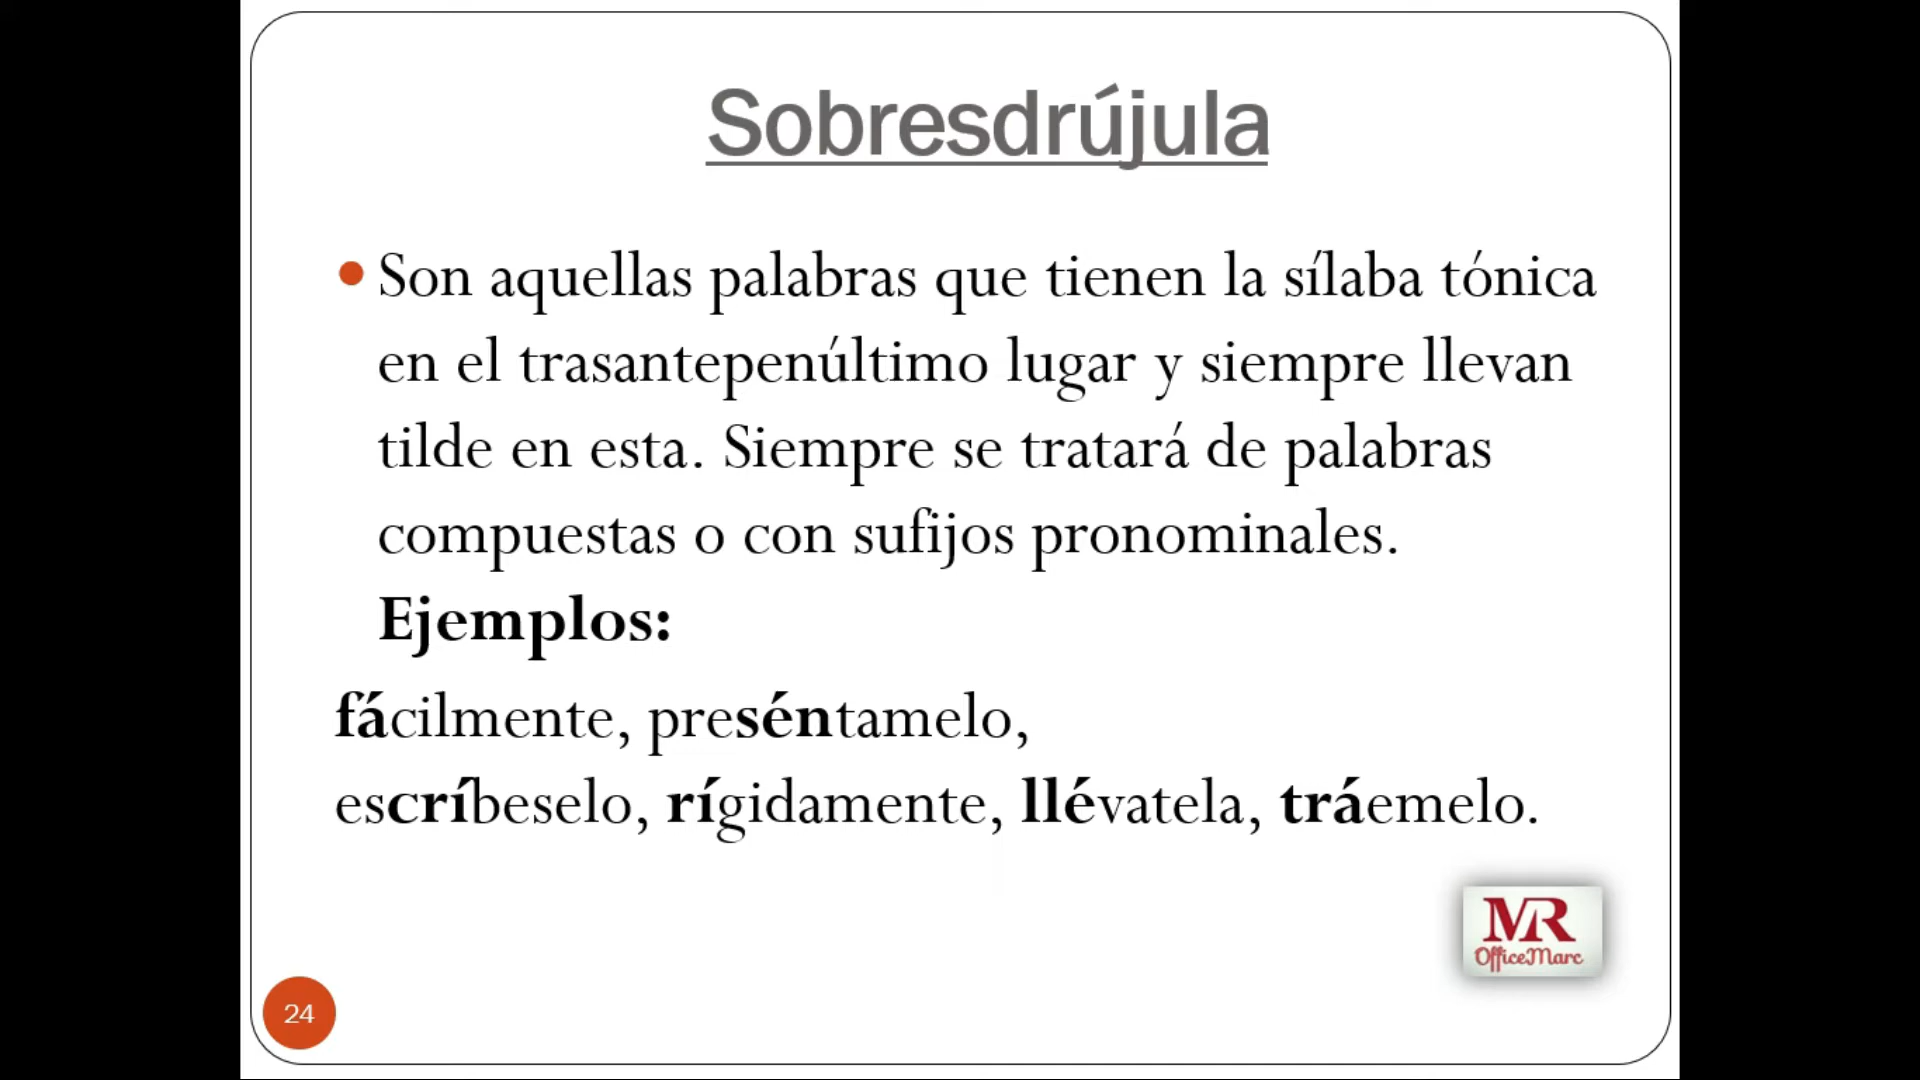 Sobresdrújula
Son aquellas palabras que tienen la sílaba tónica
en el trasantepenúltimo lugar y siempre llevan
tilde en esta. Siempre se tratará de palabras
compuestas o con sufijos pronominales.
Ejemplos:
fácilmente, preséntamelo,
escríbeselo, rígidamente, llévatela, tráemelo.
MR
OfficeMarc
24